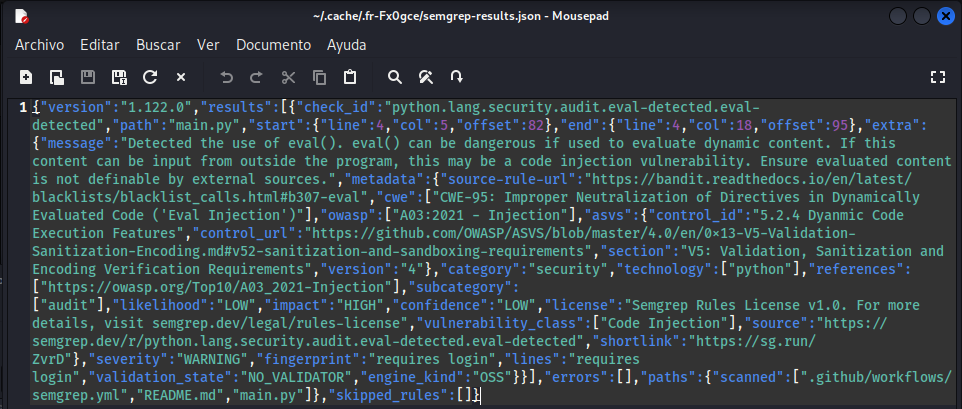 ~/.cache/.fr-Fx0gce/semgrep-results.json - Mousepad
Archivo Editar Buscar Ver Documento Ayuda
1 {"version":"1.122.0","results":[{"check_id":"python.lang.security.audit.eval-detected.eval-
detected","path":"main.py","start":{"line":4,"col":5,"offset":82},"end":{"line":4,"col":18,"offset":95},"extra":
{"message":"Detected the use of eval(). eval() can be dangerous if used to evaluate dynamic content. If this
content can be input from outside the program, this may be a code injection vulnerability. Ensure evaluated content
is not definable by external sources.","metadata":{"source-rule-url":"https://bandit.readthedocs.io/en/latest/
blacklists/blacklist_calls.html#b307-eval","cwe":["CWE-95: Improper Neutralization of Directives in Dynamically
Evaluated Code ('Eval Injection')"],"owasp":["A03:2021 - Injection"],"asvs":{"control_id":"5.2.4 Dyanmic Code
Execution Features","control_url":"https://github.com/OWASP/ASVS/blob/master/4.0/en/0×13-V5-Validation-
Sanitization-Encoding.md#v52-sanitization-and-sandboxing-requirements","section":"V5: Validation, Sanitization and
Encoding Verification Requirements","version":"4"},"category":"security","technology":["python"],"references":
["https://owasp.org/Top10/A03_2021-Injection"],"subcategory":
["audit"],"likelihood":"LOW","impact":"HIGH","confidence":"LOW","license":"Semgrep Rules License v1.0. For more
details, visit semgrep.dev/legal/rules-license","vulnerability_class":["Code Injection"],"source":"https://
semgrep.dev/r/python.lang.security.audit.eval-detected.eval-detected","shortlink":"https://sg.run/
ZvrD"},"severity":"WARNING","fingerprint":"requires login","lines":"requires
login","validation_state":"NO_VALIDATOR","engine_kind":"OSS"}}],"errors":[],"paths":{"scanned":[".github/workflows/
semgrep.yml","README.md","main.py"]},"skipped_rules":[]}